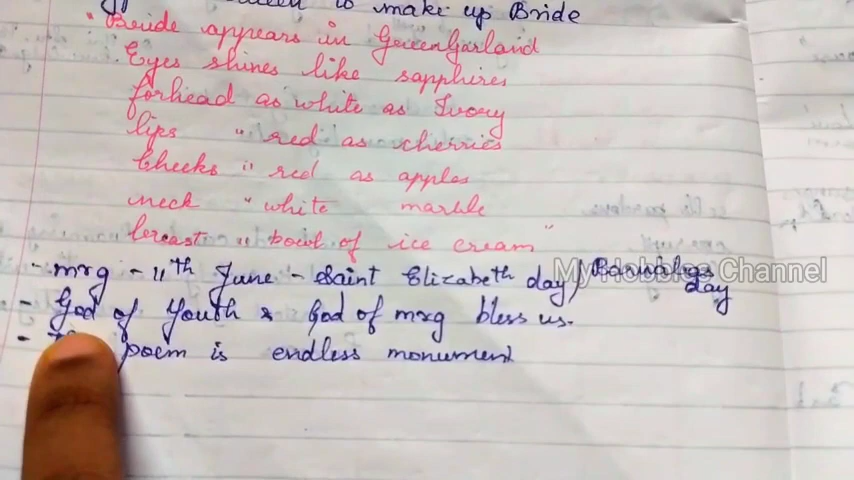 to make up Bride
• Bride appears in Green Garland
Eyes shines like sapphires
forhead as white as Ivory
lips " red as cherries
Cheeks " red as apples
neck " white marble
breast " bowl of ice cream"
- mrg - 11th June - Saint Elizabeth day /
day
My Hobbies Channel
- God of Youth & God of mrg bless us.
- poem is endless monument